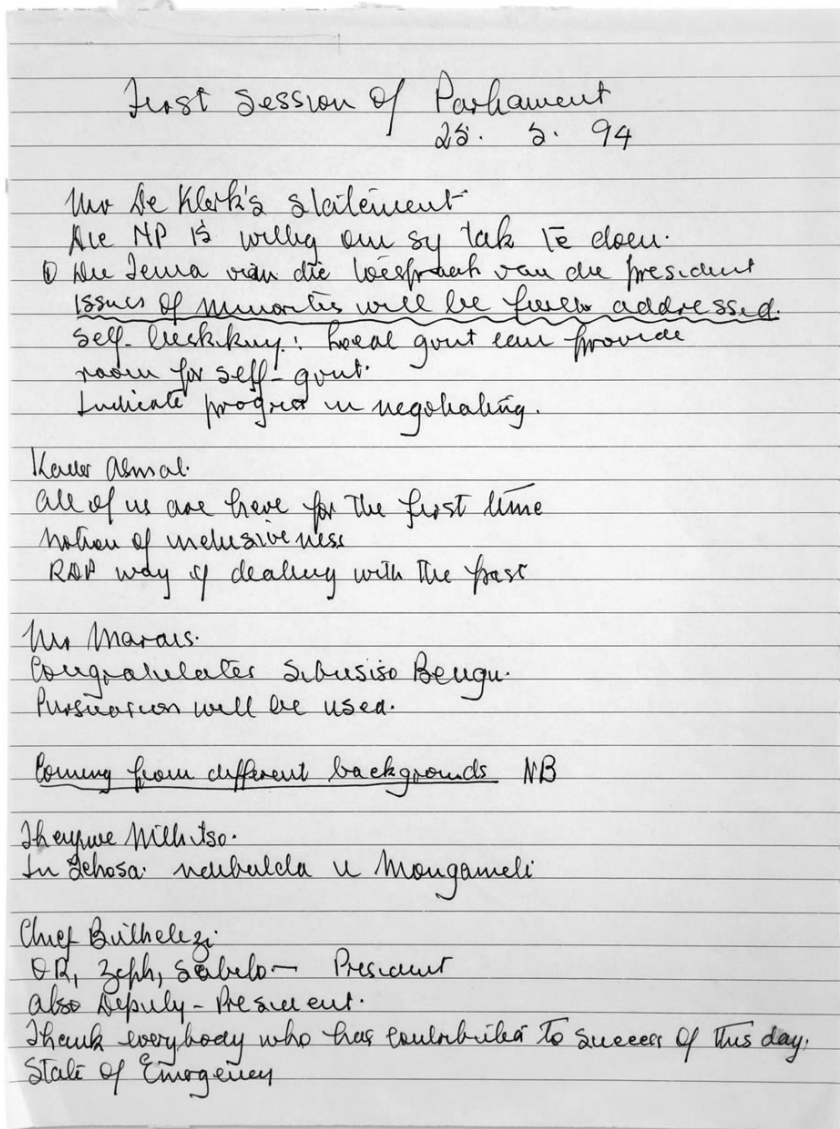 First Session of Parliament
25. 5. 94
Mr De Klerk's statement
Die NP is willig om sy tak te doen.
① Die Tema van die toespraak van die president
Issues of minorities will be further addressed.
Self-beskikking: Local govt can provide
room for self-govt.
Indicate progress in negotiating.
Kader Asmal.
All of us are here for the first time
Notion of inclusiveness
RDP way of dealing with the past
Mr Marais.
Congratulates Sibusiso Bengu.
Pursuasion will be used.
Coming from different backgrounds NB
In Xhosa. u Mongameli
Chief Buthelezi.
OR, Zeph, Sabelo — President
also Deputy - President.
Thank everybody who has contributed to success of this day.
State of Emergency